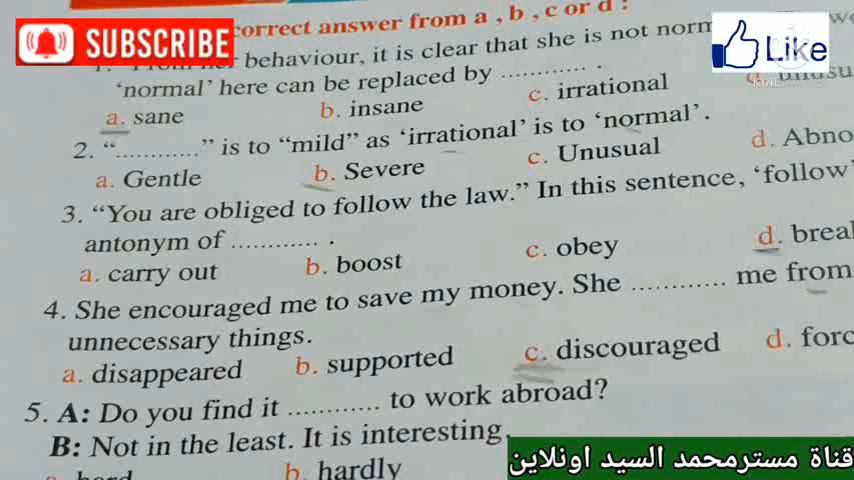 SUBSCRIBE
correct answer from a , b , c or d :
Like
behaviour, it is clear that she is not
'normal' here can be replaced by ............ .
a. sane b. insane c. irrational d.
2. "............" is to "mild" as 'irrational' is to 'normal'.
a. Gentle b. Severe c. Unusual d. Abno
3. "You are obliged to follow the law." In this sentence, 'follow'
antonym of ............ .
a. carry out b. boost c. obey d. brea
4. She encouraged me to save my money. She ............ me from
unnecessary things.
a. disappeared b. supported c. discouraged d. forc
5. A: Do you find it ............ to work abroad?
B: Not in the least. It is interesting.
b. hardly
قناة مسترمحمد السيد اونلاين